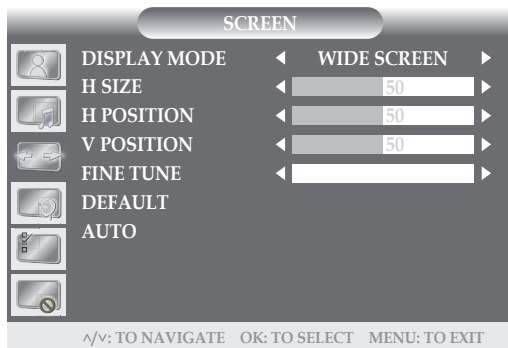 SCREEN
DISPLAY MODE WIDE SCREEN
H SIZE 50
H POSITION 50
V POSITION 50
FINE TUNE
DEFAULT
AUTO
^/v: TO NAVIGATE OK: TO SELECT MENU: TO EXIT